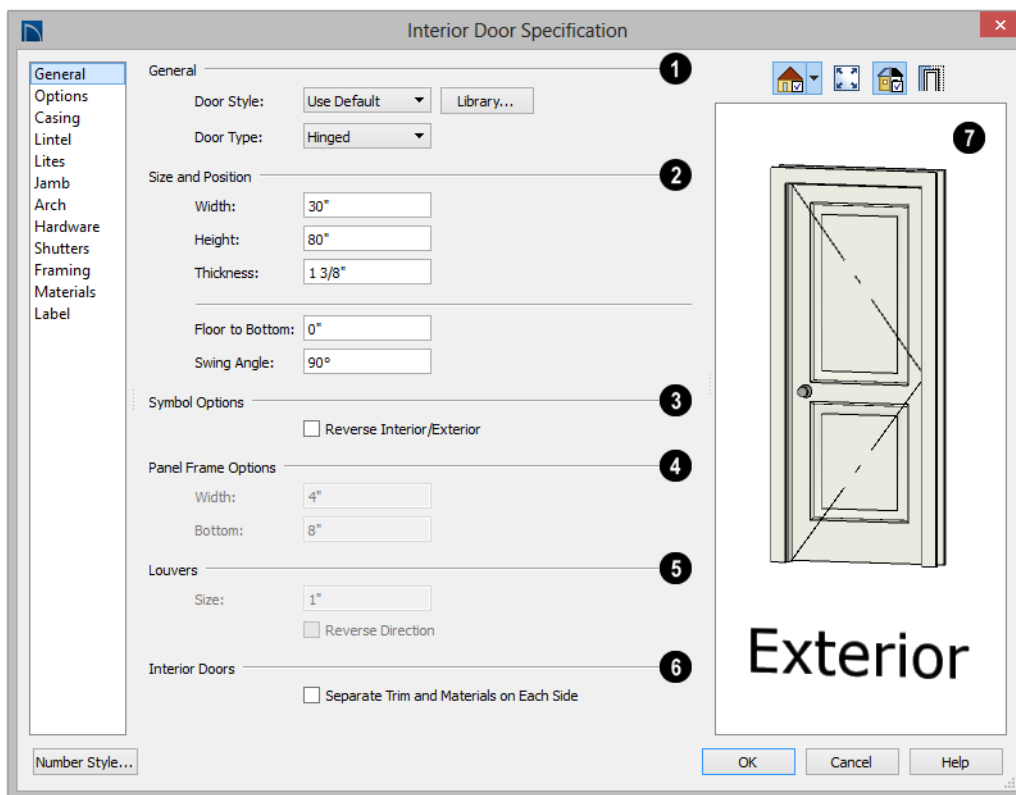 Interior Door Specification
General
Options
Casing
Lintel
Lites
Jamb
Arch
Hardware
Shutters
Framing
Materials
Label
General 1
Door Style: Use Default Library...
Door Type: Hinged
Size and Position 2
Width: 30"
Height: 80"
Thickness: 1 3/8"
Floor to Bottom: 0"
Swing Angle: 90°
Symbol Options 3
Reverse Interior/Exterior
Panel Frame Options 4
Width: 4"
Bottom: 8"
Louvers 5
Size: 1"
Reverse Direction
Interior Doors 6
Separate Trim and Materials on Each Side
7
Exterior
Number Style... OK Cancel Help